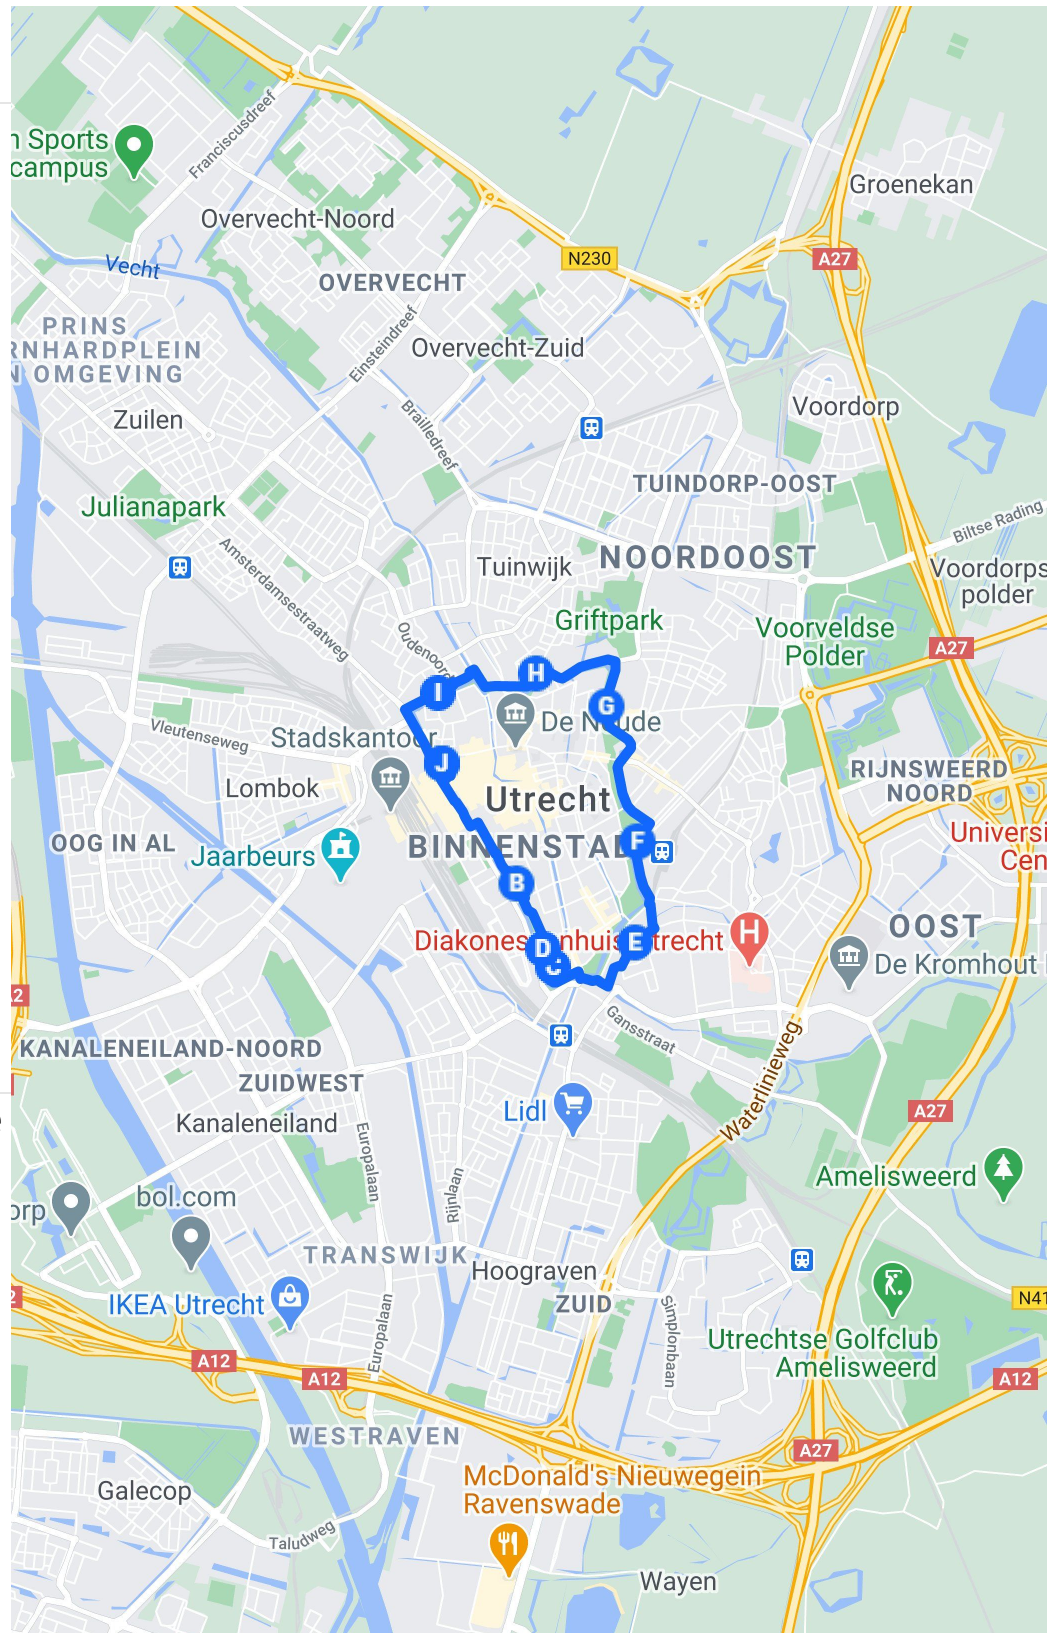 Franciscusdreef
n Sports
campus
Groenekan
Overvecht-Noord
N230
A27
Vecht
OVERVECHT
PRINS
RNHARDPLEIN
N OMGEVING
Einsteindreef
Overvecht-Zuid
Zuilen
Brailledreef
Voordorp
TUINDORP-OOST
Julianapark
Biltse Rading
Amsterdamsestraatweg
Tuinwijk
NOORDOOST
Voordorps
polder
Griftpark
Voorveldse
Polder
A27
Oudenoord
H
I
G
De Neude
Vleutenseweg
Stadskantoor
J
Lombok
Utrecht
RIJNSWEERD
NOORD
OOG IN AL
Jaarbeurs
BINNENSTAD
F
Universi
Cen
B
Diakonessenhuis Utrecht
D
C
E
H
OOST
De Kromhout
A2
Gansstraat
KANALENEILAND-NOORD
ZUIDWEST
Waterlinieweg
Lidl
A27
Kanaleneiland
Europalaan
Amelisweerd
orp
bol.com
Rijnlaan
TRANSWIJK
Hoograven
ZUID
IKEA Utrecht
Simplonbaan
N41
Europalaan
Utrechtse Golfclub
Amelisweerd
A12
A12
A12
WESTRAVEN
A27
McDonald's Nieuwegein
Ravenswade
Galecop
Taludweg
Wayen